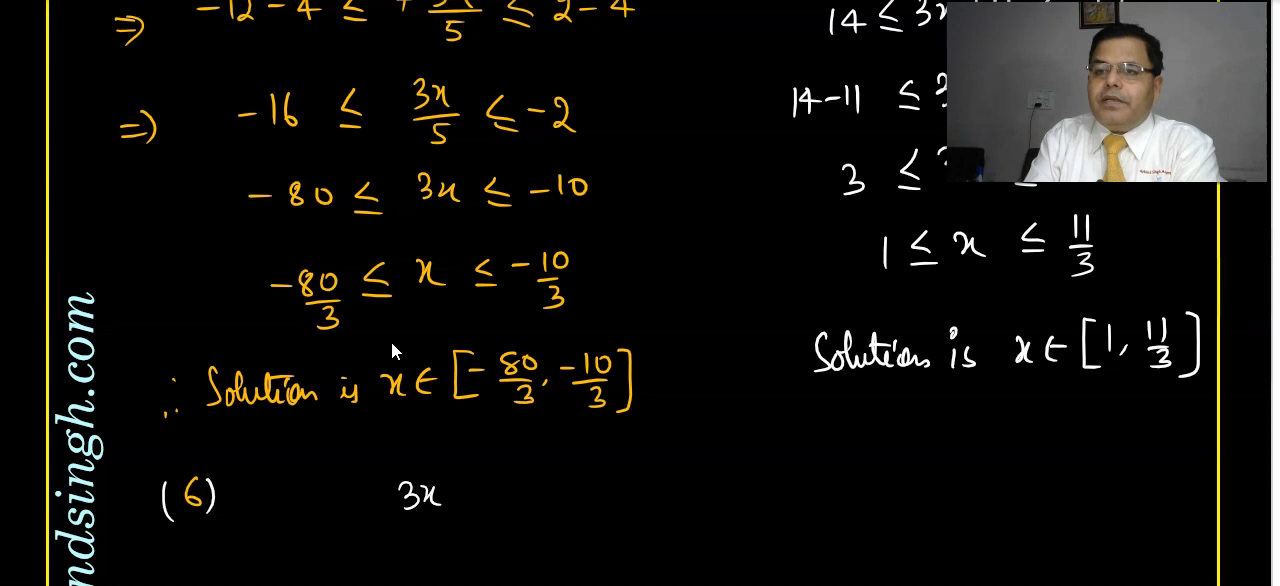 ⇒ -12 - 4 ≤ + 3x/5 ≤ 2 - 4
⇒ -16 ≤ 3x/5 ≤ -2
-80 ≤ 3x ≤ -10
-80/3 ≤ x ≤ -10/3
∴ Solution is x ∈ [-80/3, -10/3]
(6) 3x
14 ≤ 3x
14-11 ≤ 3
3 ≤
1 ≤ x ≤ 11/3
Solution is x ∈ [1, 11/3]
ndsingh.com